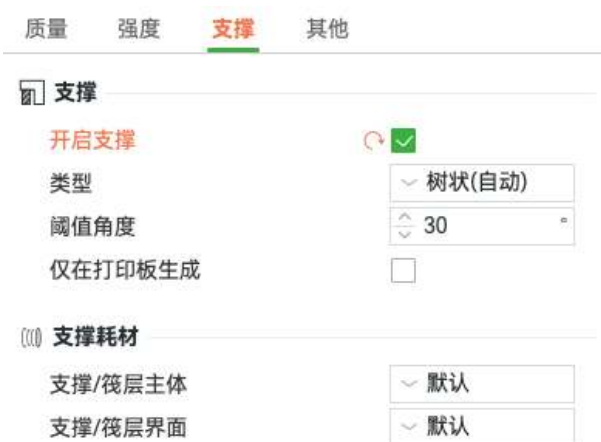 质量 强度 支撑 其他
支撑
开启支撑
类型 树状(自动)
阈值角度 30 °
仅在打印板生成
支撑耗材
支撑/筏层主体 默认
支撑/筏层界面 默认